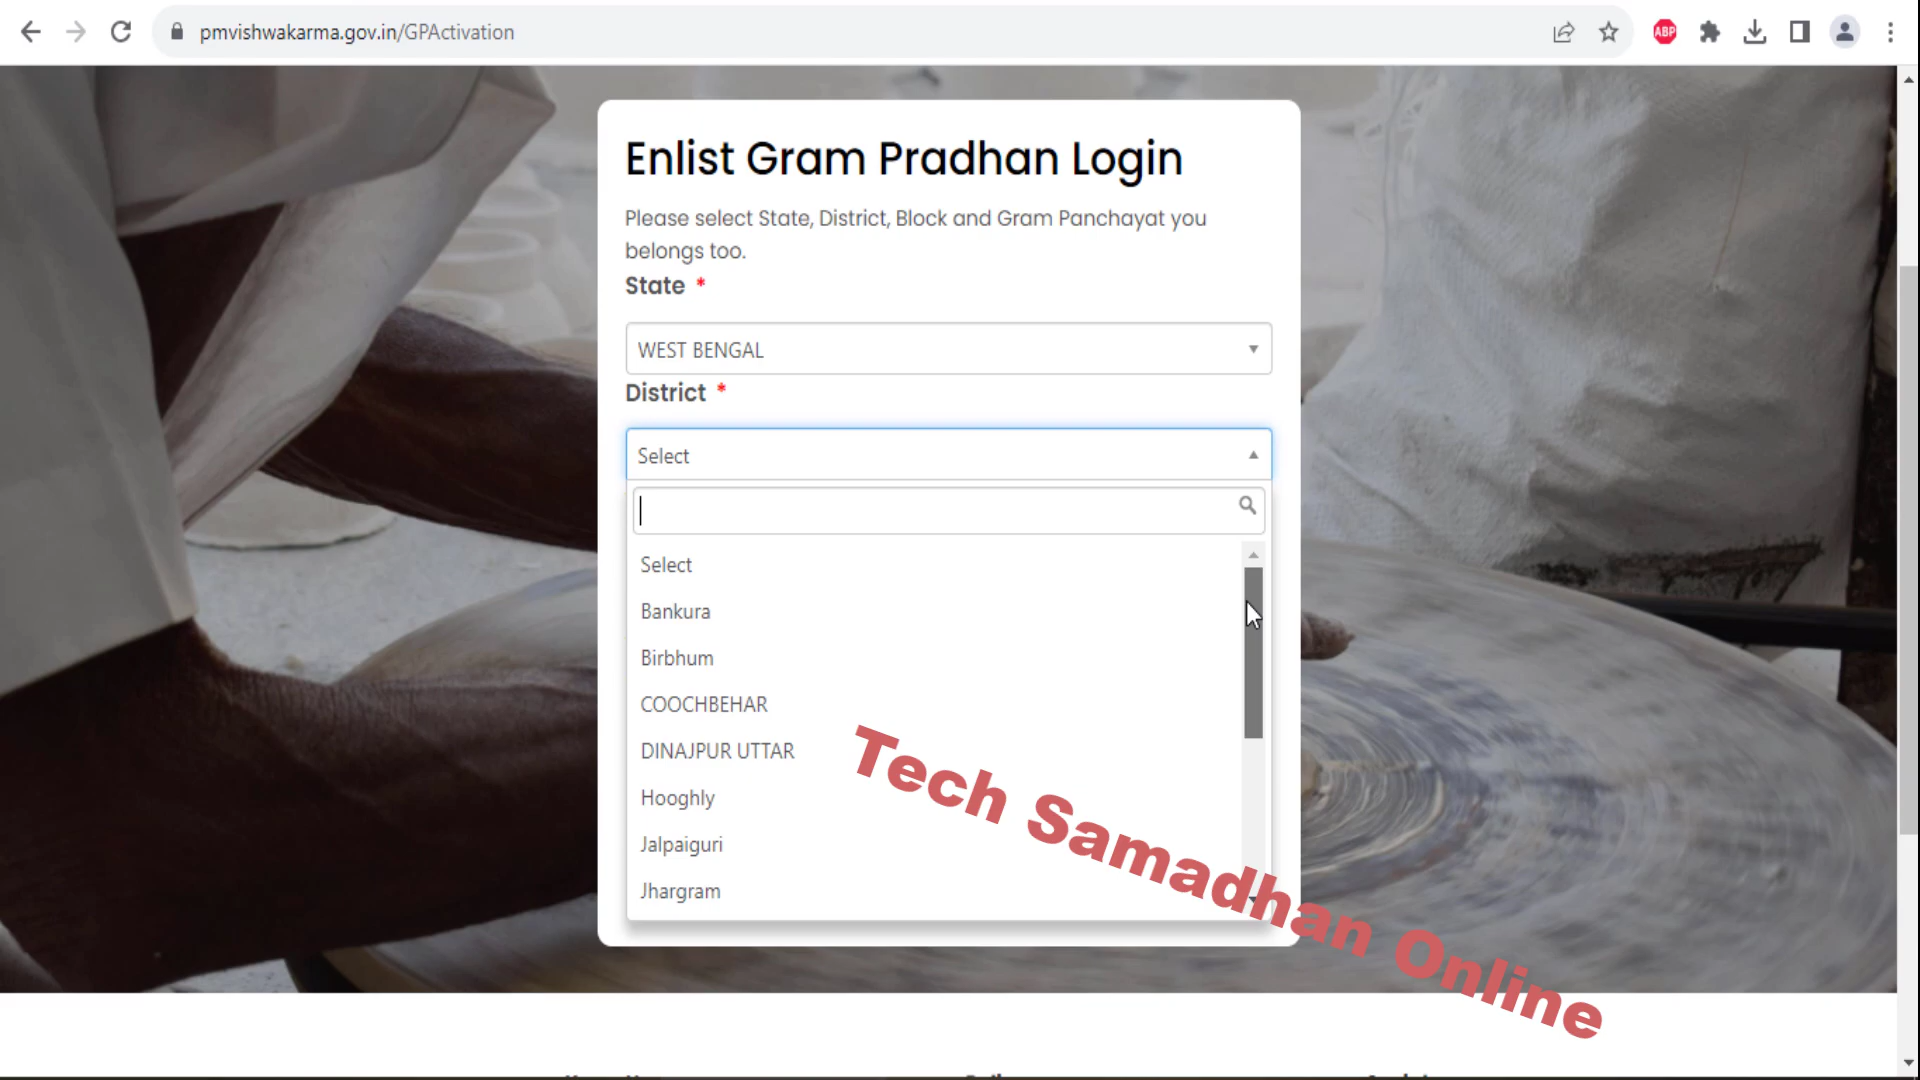 pmvishwakarma.gov.in/GPActivation
ABP
Enlist Gram Pradhan Login
Please select State, District, Block and Gram Panchayat you
belongs too.
State *
WEST BENGAL
District *
Select
Select
Bankura
Birbhum
COOCHBEHAR
DINAJPUR UTTAR
Hooghly
Jalpaiguri
Jhargram
Tech Samadhan Online